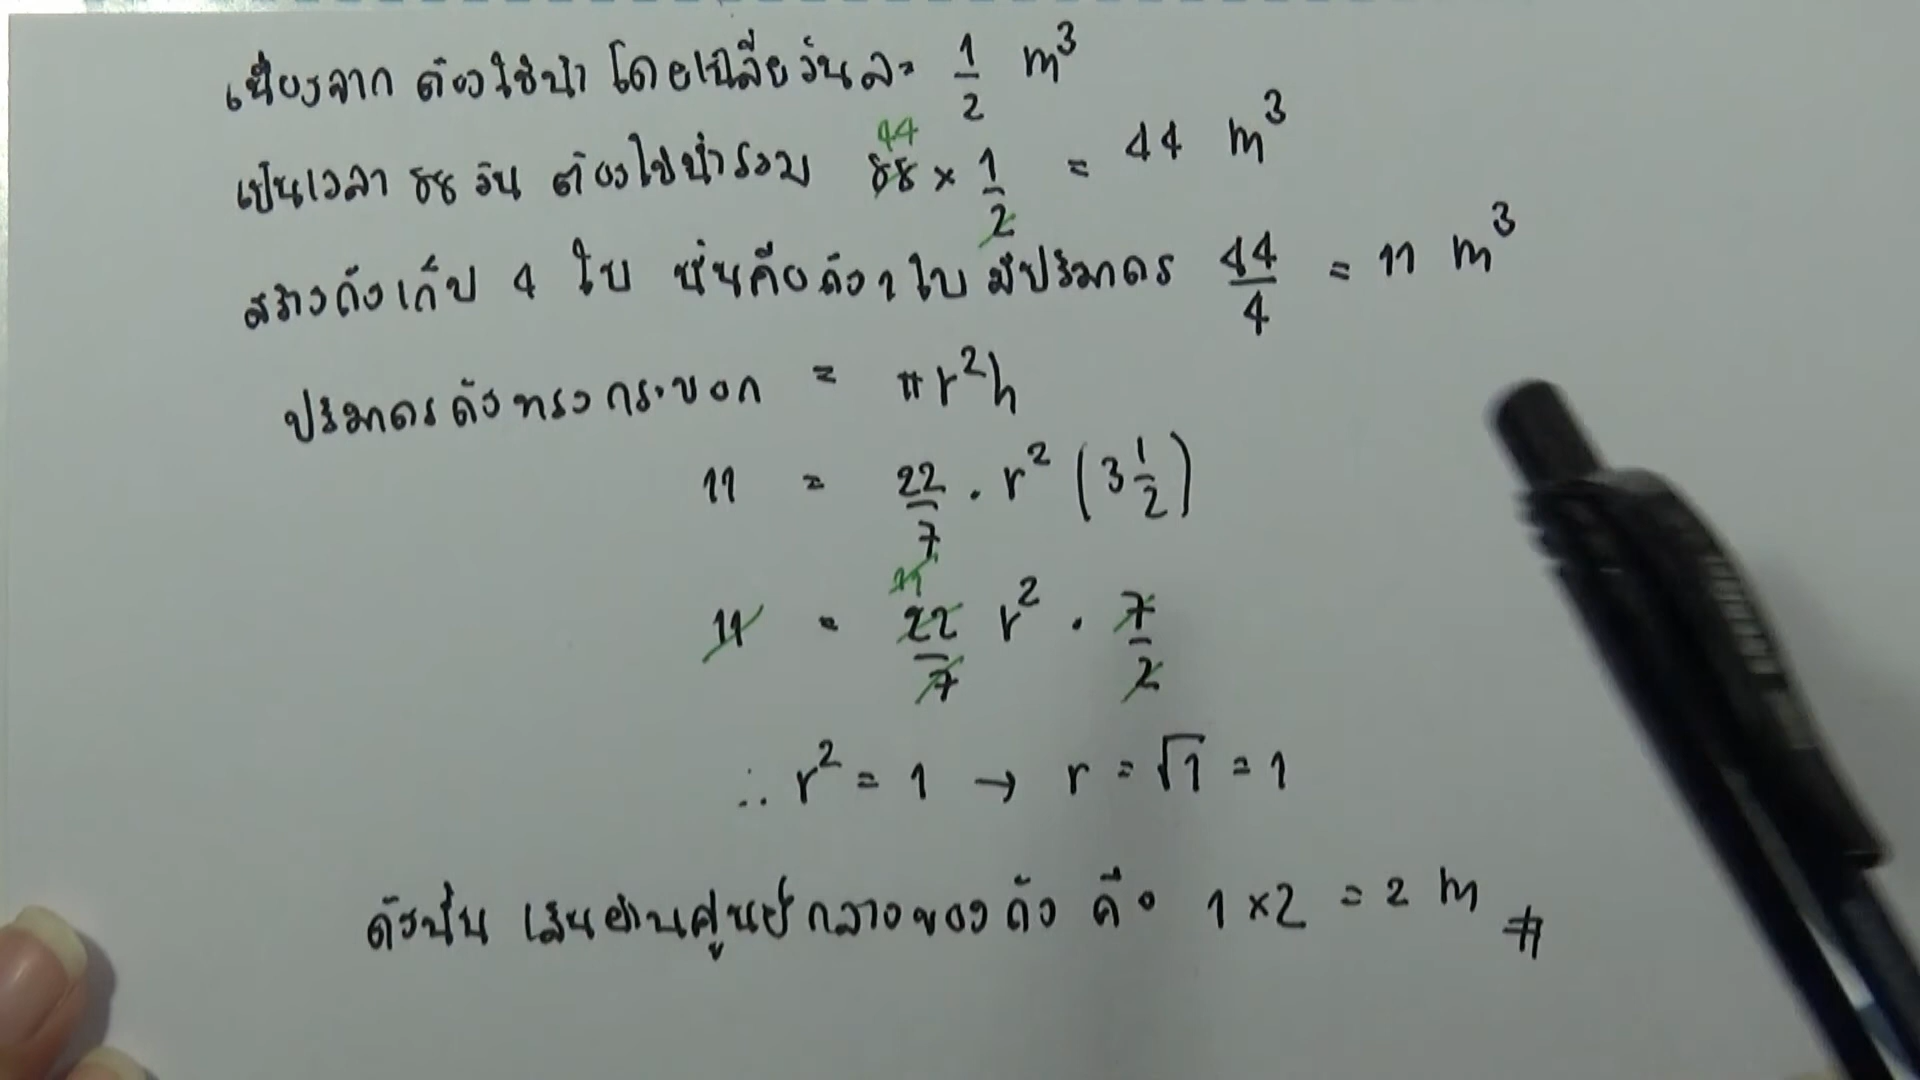 เนื่องจาก ต้องใช้น้ำ โดยเฉลี่ยวันละ 1/2 m³
เป็นเวลา 88 วัน ต้องใช้น้ำรวม 88 44 × 1/2 = 44 m³
สร้างถังเก็บ 4 ใบ นั่นคือถัง 1 ใบ มีปริมาตร 44/4 = 11 m³
ปริมาตรถังทรงกระบอก = πr²h
11 = 22/7 . r² (3 1/2)
11 = 22/7 11 r² . 7/2
∴ r² = 1 → r = √1 = 1
ดังนั้น เส้นผ่านศูนย์กลางของถัง คือ 1 × 2 = 2 m #